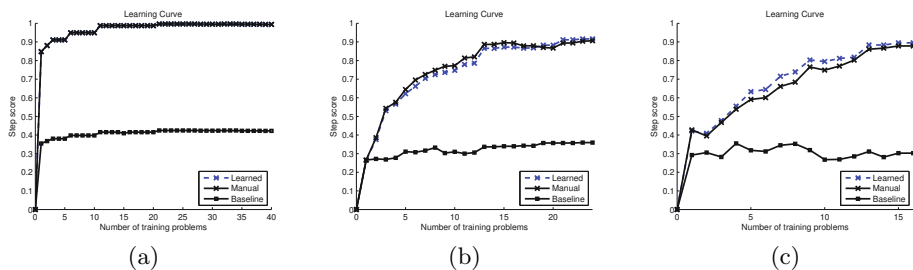 Learning Curve
1
0.9
0.8
0.7
0.6
0.5
0.4
0.3
0.2
0.1
0
Step score
0 5 10 15 20 25 30 35 40
Number of training problems
Learned
Manual
Baseline
(a)
Learning Curve
1
0.9
0.8
0.7
0.6
0.5
0.4
0.3
0.2
0.1
0
Step score
0 5 10 15 20
Number of training problems
Learned
Manual
Baseline
(b)
Learning Curve
1
0.9
0.8
0.7
0.6
0.5
0.4
0.3
0.2
0.1
0
Step score
0 5 10 15
Number of training problems
Learned
Manual
Baseline
(c)